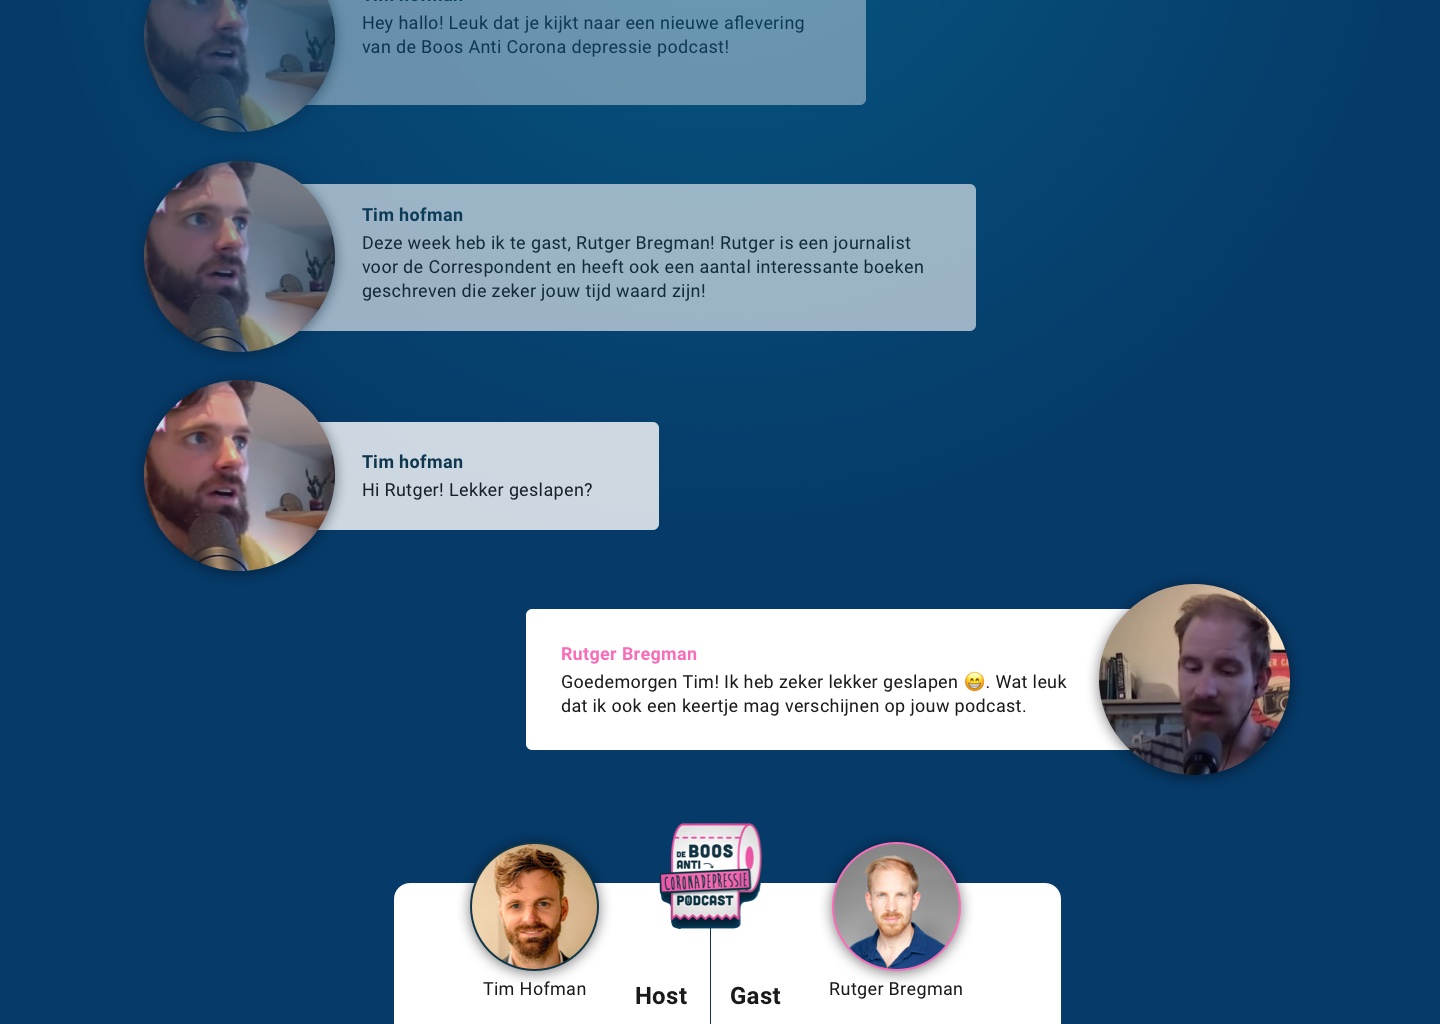 Tim hofman
Hey hallo! Leuk dat je kijkt naar een nieuwe aflevering
van de Boos Anti Corona depressie podcast!
Tim hofman
Deze week heb ik te gast, Rutger Bregman! Rutger is een journalist
voor de Correspondent en heeft ook een aantal interessante boeken
geschreven die zeker jouw tijd waard zijn!
Tim hofman
Hi Rutger! Lekker geslapen?
Rutger Bregman
Goedemorgen Tim! Ik heb zeker lekker geslapen 😁. Wat leuk
dat ik ook een keertje mag verschijnen op jouw podcast.
DE BOOS
ANTI
CORONADEPRESSIE
PODCAST
Tim Hofman
Host
Gast
Rutger Bregman